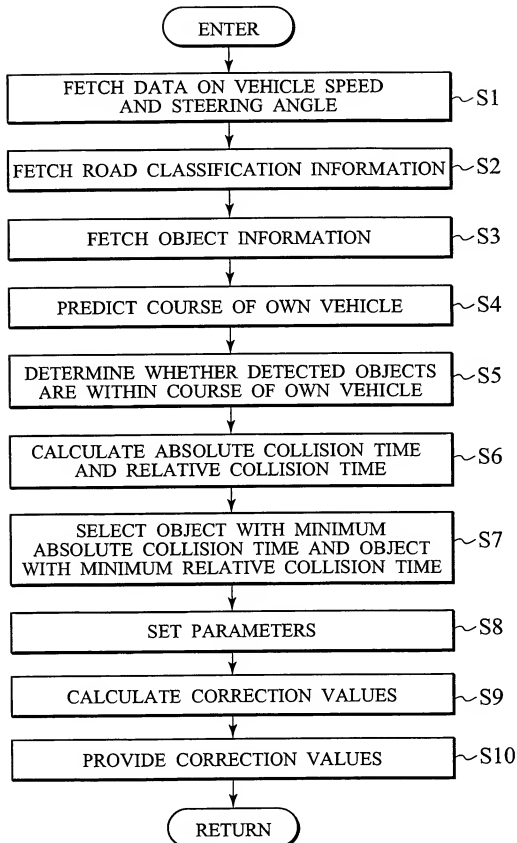 ENTER
FETCH DATA ON VEHICLE SPEED
AND STEERING ANGLE
S1
FETCH ROAD CLASSIFICATION INFORMATION
S2
FETCH OBJECT INFORMATION
S3
PREDICT COURSE OF OWN VEHICLE
S4
DETERMINE WHETHER DETECTED OBJECTS
ARE WITHIN COURSE OF OWN VEHICLE
S5
CALCULATE ABSOLUTE COLLISION TIME
AND RELATIVE COLLISION TIME
S6
SELECT OBJECT WITH MINIMUM
ABSOLUTE COLLISION TIME AND OBJECT
WITH MINIMUM RELATIVE COLLISION TIME
S7
SET PARAMETERS
S8
CALCULATE CORRECTION VALUES
S9
PROVIDE CORRECTION VALUES
S10
RETURN